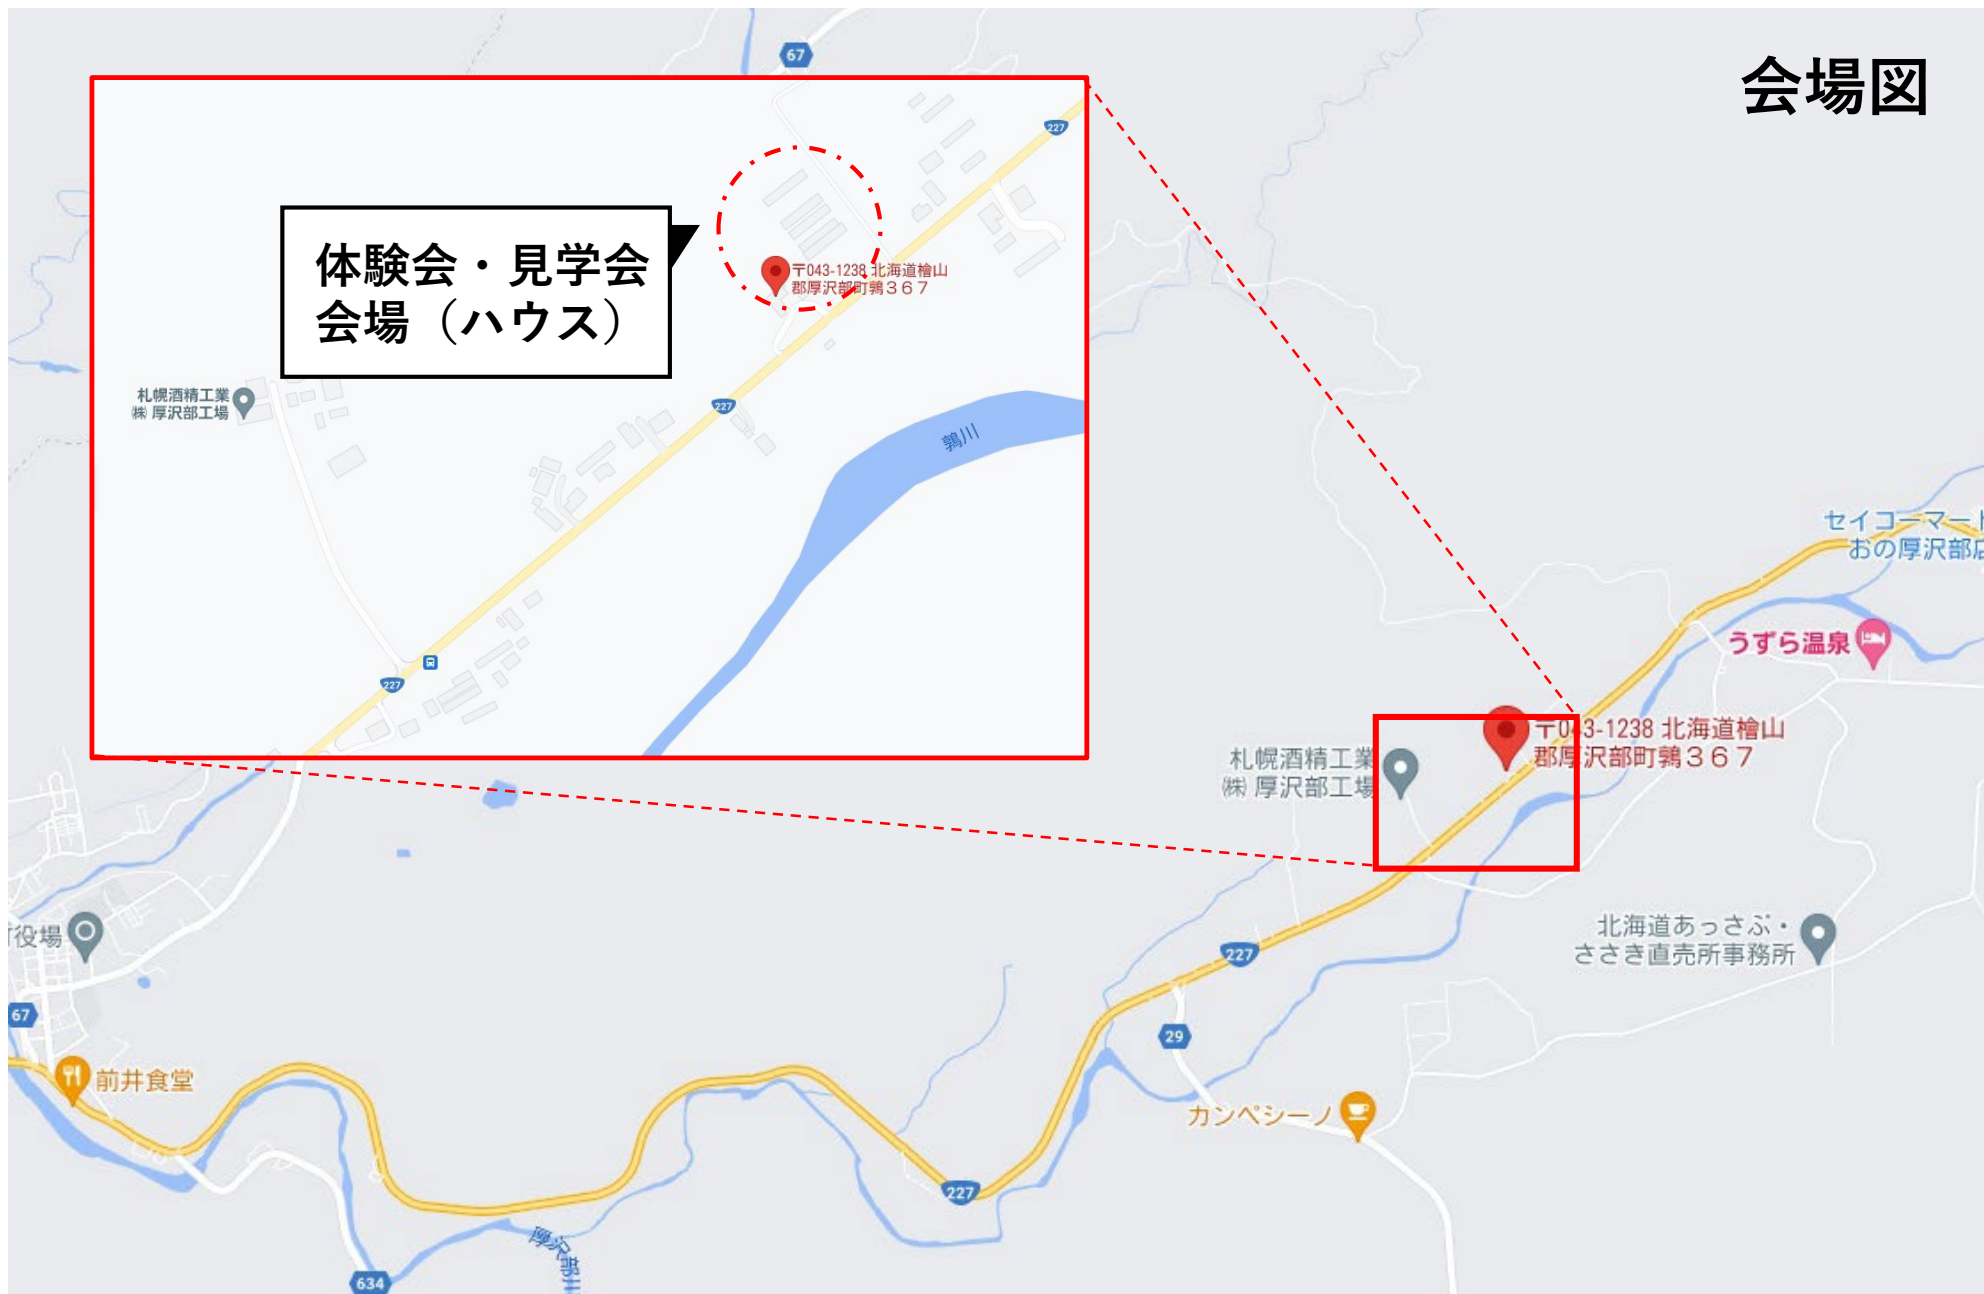 会場図
67
227
体験会・見学会
会場（ハウス）
〒043-1238 北海道檜山
郡厚沢部町鶉３６７
札幌酒精工業
㈱ 厚沢部工場
227
鶉川
227
セイコーマート
おの厚沢部店
うずら温泉
〒043-1238 北海道檜山
郡厚沢部町鶉３６７
札幌酒精工業
㈱ 厚沢部工場
役場
北海道あっさぶ・
ささき直売所事務所
227
67
29
前井食堂
カンペシーノ
227
厚沢部川
634